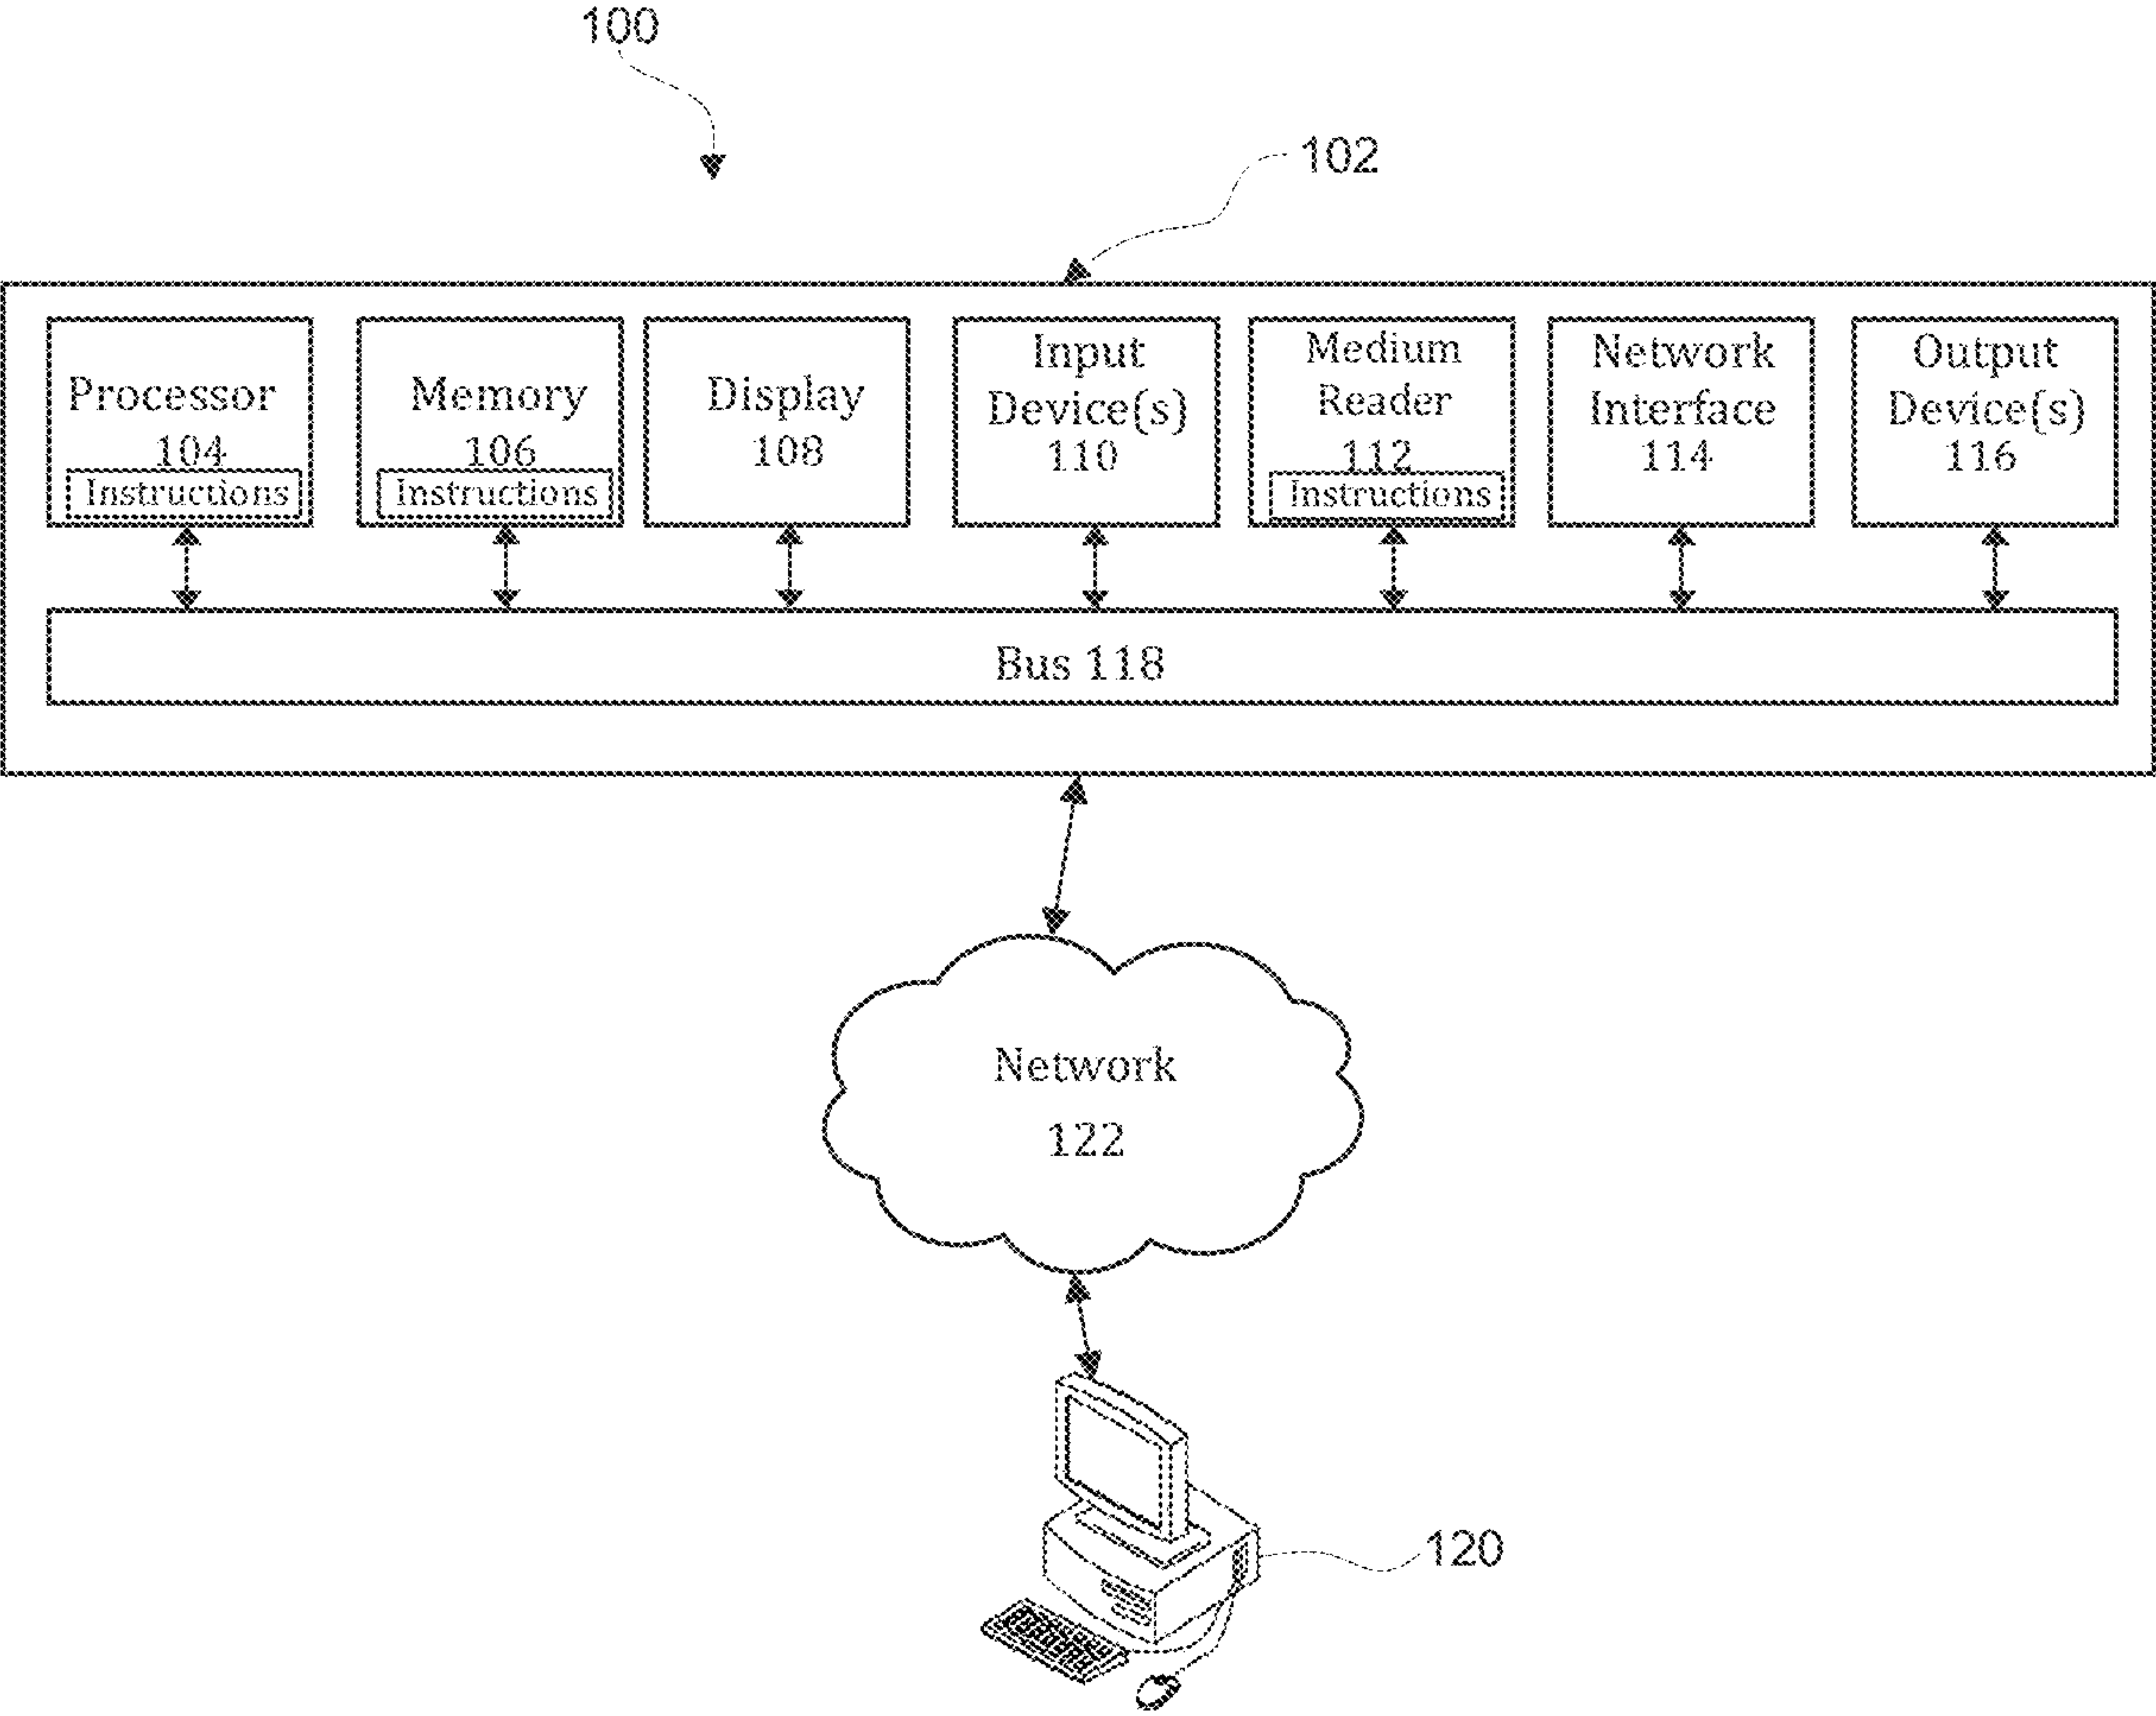 100
102
Processor
104
Instructions
Memory
106
Instructions
Display
108
Input
Device(s)
110
Medium
Reader
112
Instructions
Network
Interface
114
Output
Device(s)
116
Bus 118
Network
122
120